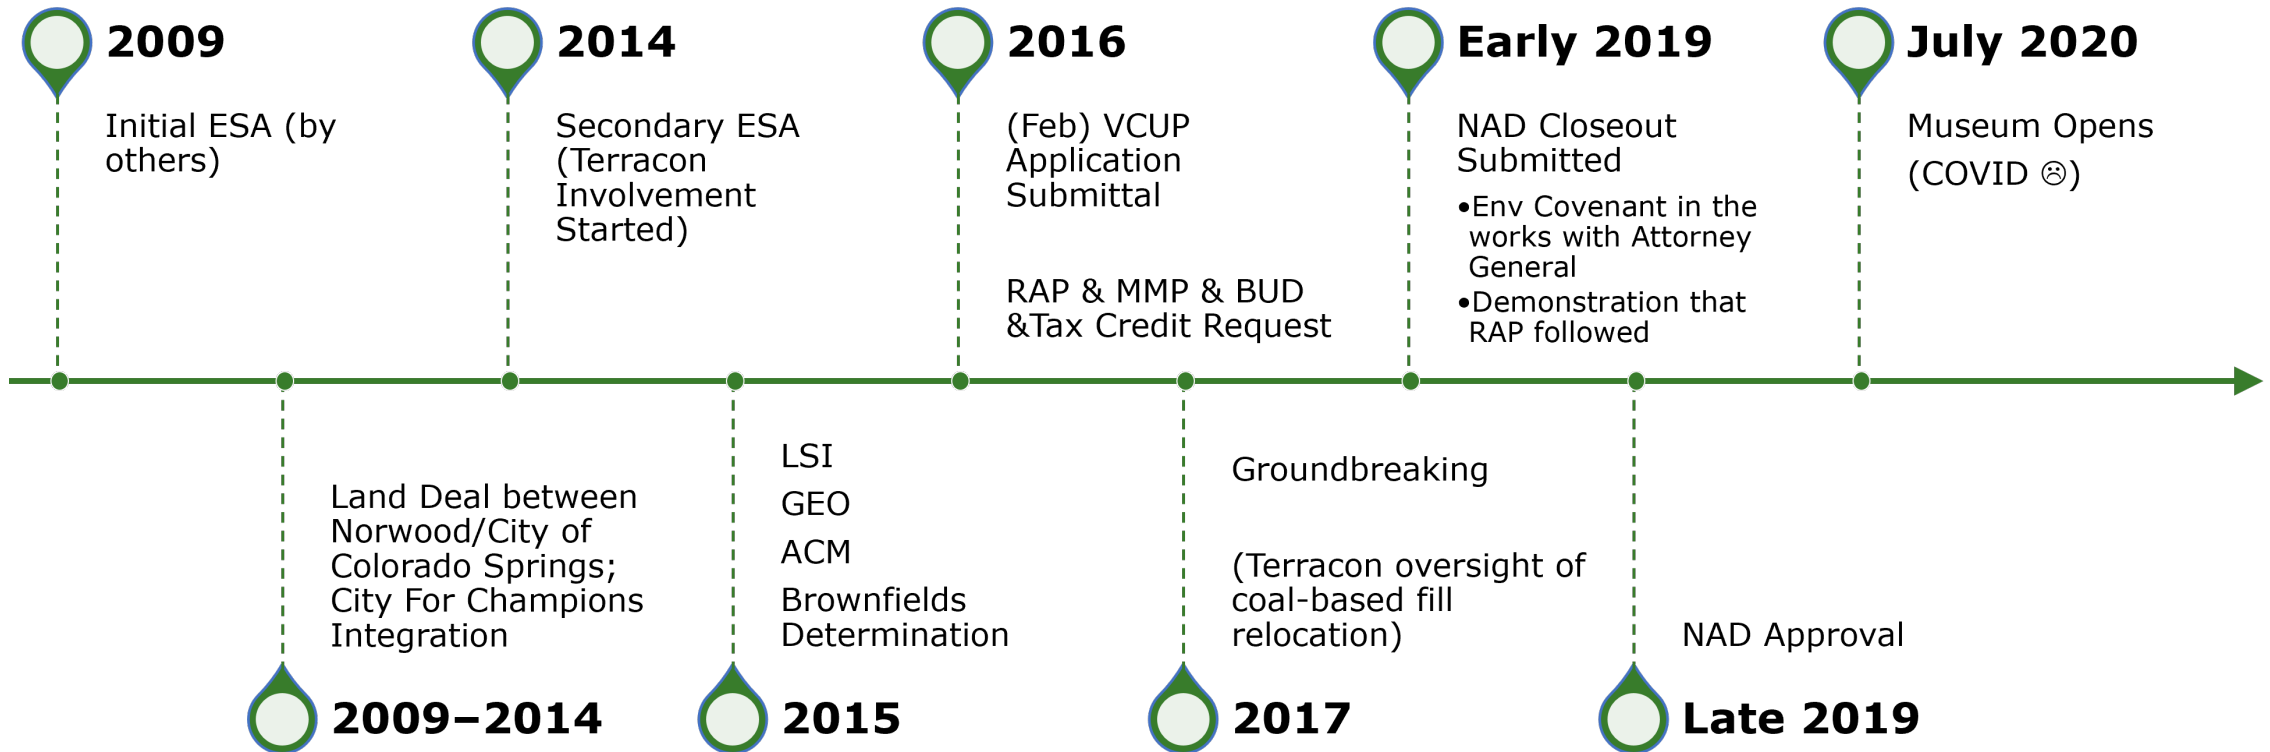 2009
Initial ESA (by
others)
2009–2014
Land Deal between
Norwood/City of
Colorado Springs;
City For Champions
Integration
2014
Secondary ESA
(Terracon
Involvement
Started)
2015
LSI
GEO
ACM
Brownfields
Determination
2016
(Feb) VCUP
Application
Submittal
RAP & MMP & BUD
&Tax Credit Request
2017
Groundbreaking
(Terracon oversight of
coal-based fill
relocation)
Early 2019
NAD Closeout
Submitted
•Env Covenant in the
works with Attorney
General
•Demonstration that
RAP followed
Late 2019
NAD Approval
July 2020
Museum Opens
(COVID ☹)